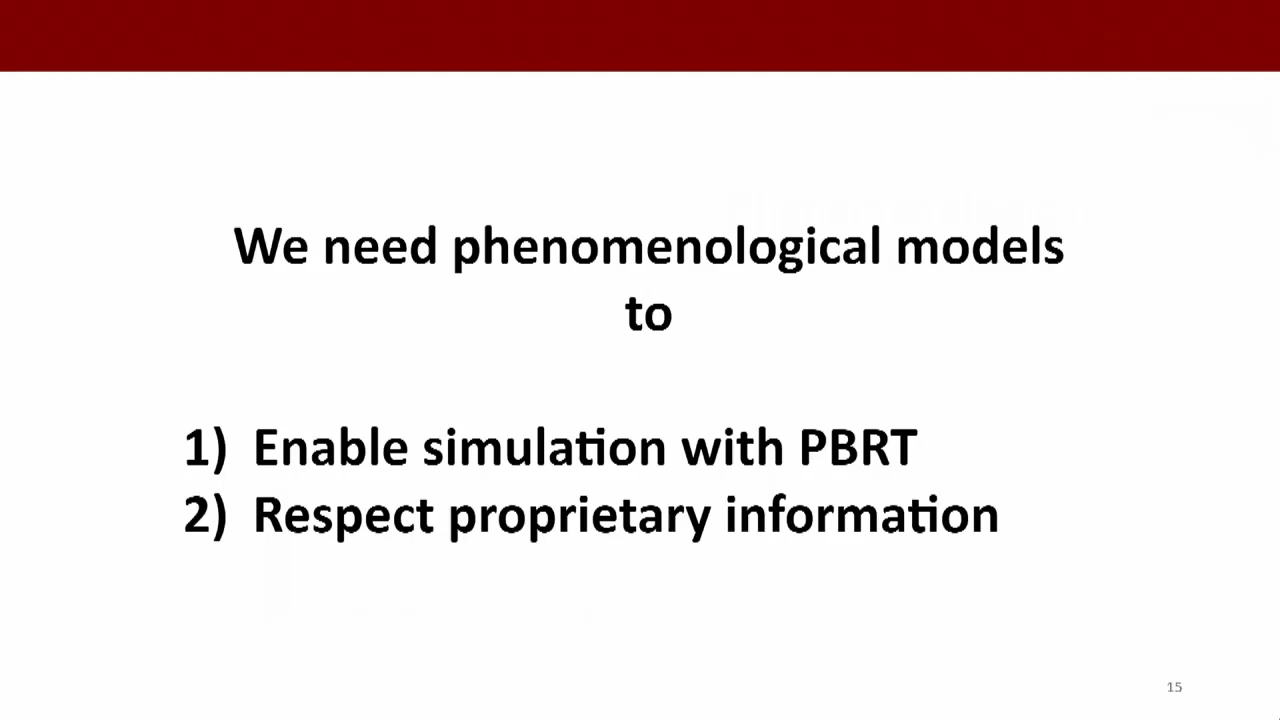 We need phenomenological models
to
1) Enable simulation with PBRT
2) Respect proprietary information
15